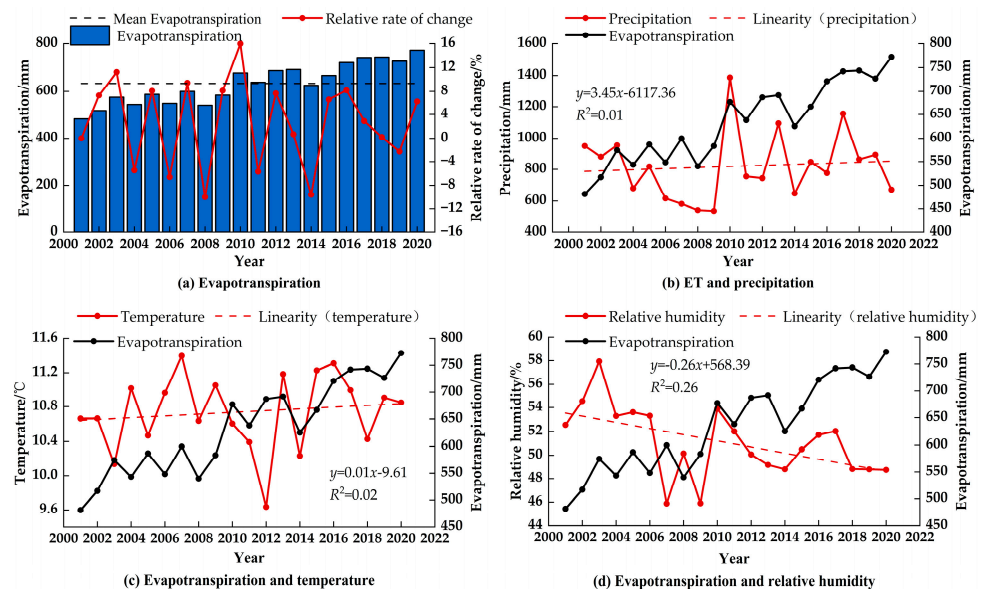 Mean Evapotranspiration
Relative rate of change
Evapotranspiration
800
600
400
200
0
16
12
8
4
0
−4
−8
−12
−16
Evapotranspiration/mm
Relative rate of change/%
2000 2002 2004 2006 2008 2010 2012 2014 2016 2018 2020
Year
(a) Evapotranspiration
Precipitation
Linearity（precipitation）
Evapotranspiration
1600
1400
1200
1000
800
600
400
800
750
700
650
600
550
500
450
400
Precipitation/mm
Evapotranspiration/mm
y=3.45x-6117.36
R²=0.01
2000 2002 2004 2006 2008 2010 2012 2014 2016 2018 2020 2022
Year
(b) ET and precipitation
Temperature
Linearity（temperature）
Evapotranspiration
11.6
11.2
10.8
10.4
10.0
9.6
800
750
700
650
600
550
500
450
Temperature/℃
Evapotranspiration/mm
y=0.01x-9.61
R²=0.02
2000 2002 2004 2006 2008 2010 2012 2014 2016 2018 2020 2022
Year
(c) Evapotranspiration and temperature
Relative humidity
Linearity（relative humidity）
Evapotranspiration
60
58
56
54
52
50
48
46
44
800
750
700
650
600
550
500
450
Relative humidity/%
Evapotranspiration/mm
y=-0.26x+568.39
R²=0.26
2000 2002 2004 2006 2008 2010 2012 2014 2016 2018 2020 2022
Year
(d) Evapotranspiration and relative humidity